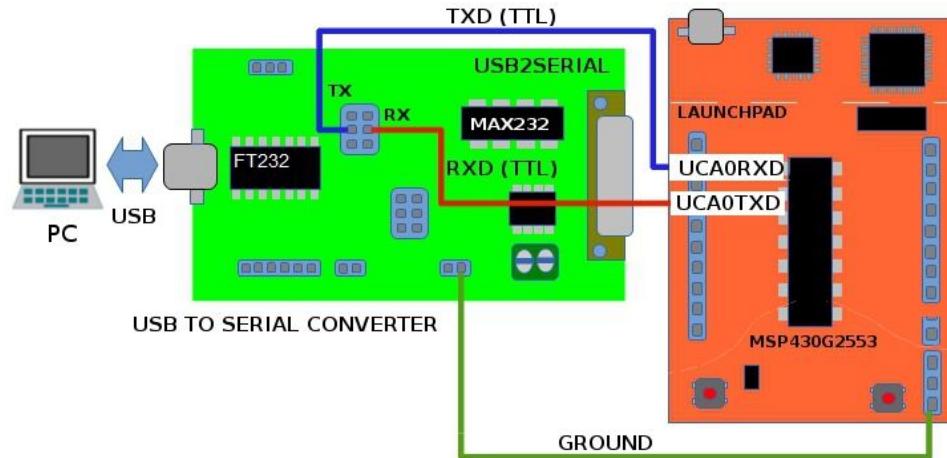 TXD (TTL)
USB2SERIAL
TX
RX
MAX232
LAUNCHPAD
FT232
RXD (TTL)
UCA0RXD
UCA0TXD
USB
PC
USB TO SERIAL CONVERTER
MSP430G2553
GROUND